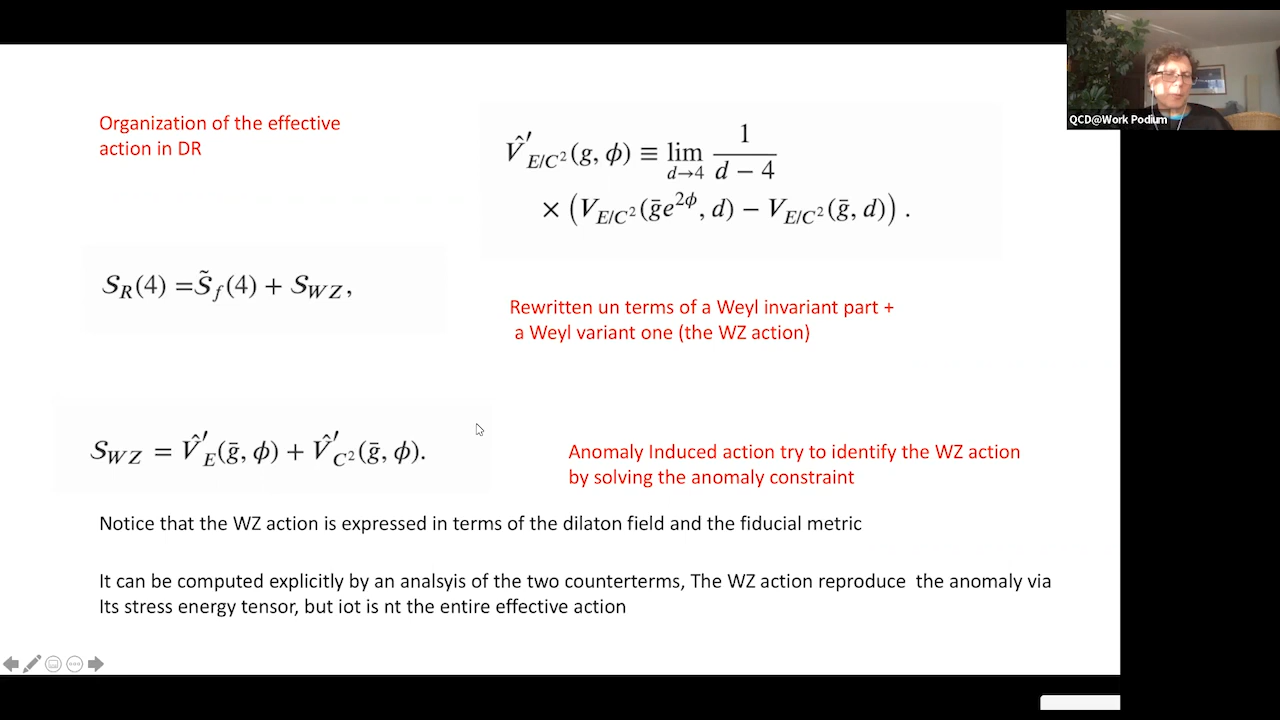 Organization of the effective
action in DR
V̂′_{E/C²}(g, ϕ) ≡ lim_{d→4} 1/(d − 4)
× (V_{E/C²}(ḡe^{2ϕ}, d) − V_{E/C²}(ḡ, d)) .
S_R(4) =S̃_f(4) + S_{WZ},
Rewritten un terms of a Weyl invariant part +
a Weyl variant one (the WZ action)
S_{WZ} = V̂′_E(ḡ, ϕ) + V̂′_{C²}(ḡ, ϕ).
Anomaly Induced action try to identify the WZ action
by solving the anomaly constraint
Notice that the WZ action is expressed in terms of the dilaton field and the fiducial metric
It can be computed explicitly by an analsyis of the two counterterms, The WZ action reproduce the anomaly via
Its stress energy tensor, but iot is nt the entire effective action
QCD@Work Podium